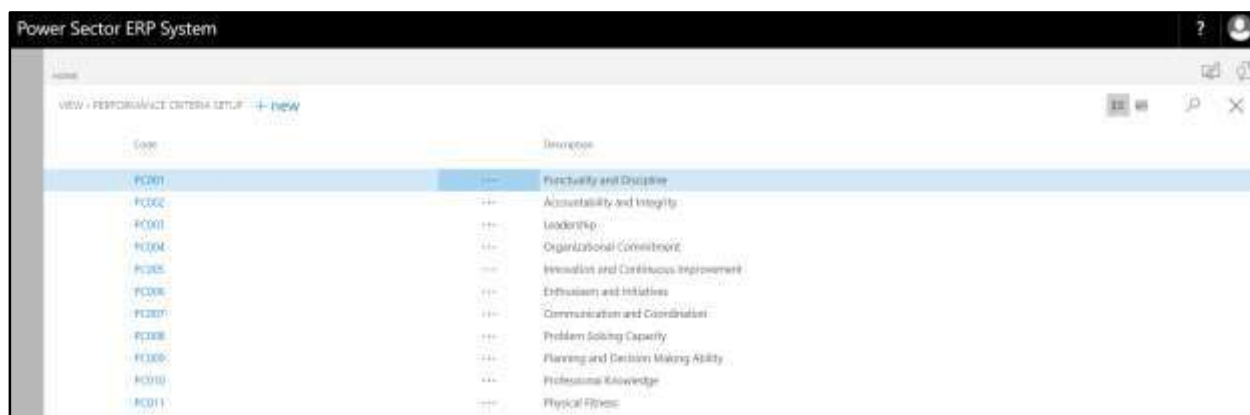 Power Sector ERP System ?
HOME
VIEW - PERFORMANCE CRITERIA SETUP + new
Code Description
PC001 ... Punctuality and Discipline
PC002 ... Accountability and Integrity
PC003 ... Leadership
PC004 ... Organizational Commitment
PC005 ... Innovation and Continuous Improvement
PC006 ... Enthusiasm and Initiatives
PC007 ... Communication and Coordination
PC008 ... Problem Solving Capacity
PC009 ... Planning and Decision Making Ability
PC010 ... Professional Knowledge
PC011 ... Physical Fitness